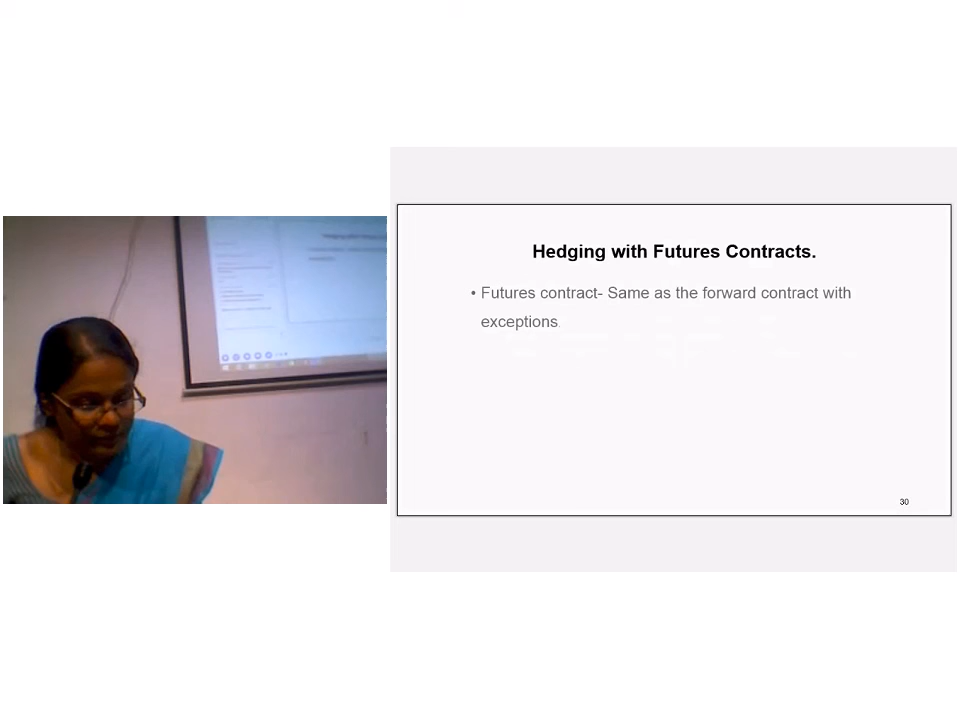 Hedging with Futures Contracts.
• Futures contract- Same as the forward contract with
exceptions.
30